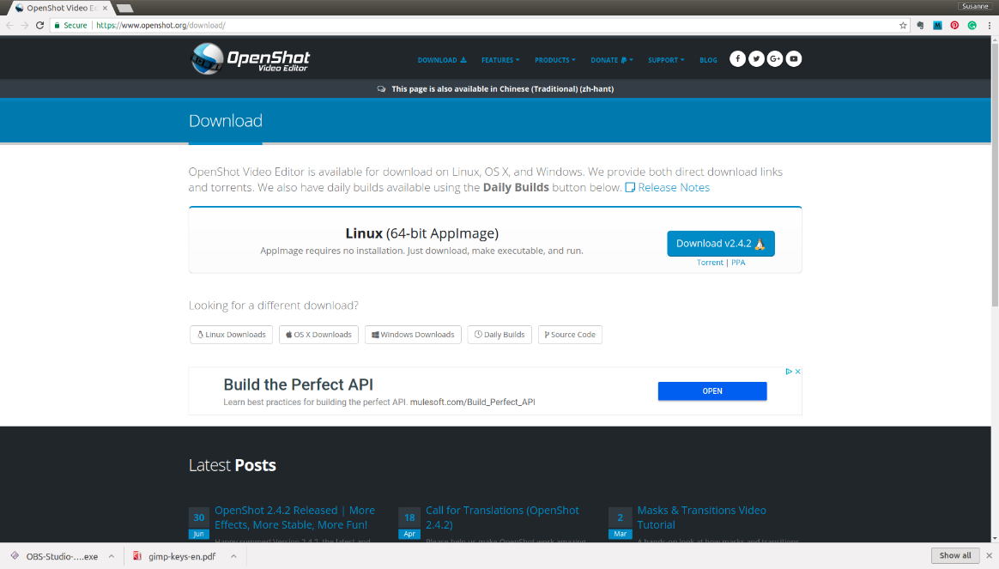 OpenShot Video Ed
Susanne
Secure https://www.openshot.org/download/
OpenShot
Video Editor
DOWNLOAD FEATURES PRODUCTS DONATE SUPPORT BLOG
This page is also available in Chinese (Traditional) (zh-hant)
Download
OpenShot Video Editor is available for download on Linux, OS X, and Windows. We provide both direct download links
and torrents. We also have daily builds available using the Daily Builds button below. Release Notes
Linux (64-bit AppImage)
AppImage requires no installation. Just download, make executable, and run.
Download v2.4.2
Torrent | PPA
Looking for a different download?
Linux Downloads OS X Downloads Windows Downloads Daily Builds Source Code
Build the Perfect API
Learn best practices for building the perfect API. mulesoft.com/Build_Perfect_API
OPEN
Latest Posts
30 Jun
OpenShot 2.4.2 Released | More
Effects, More Stable, More Fun!
Happy summer! Version 2.4.2, the latest and
18 Apr
Call for Translations (OpenShot
2.4.2)
Please help us make OpenShot work amazing
2 Mar
Masks & Transitions Video
Tutorial
A hands-on look at how masks and transitions
OBS-Studio-....exe
gimp-keys-en.pdf
Show all